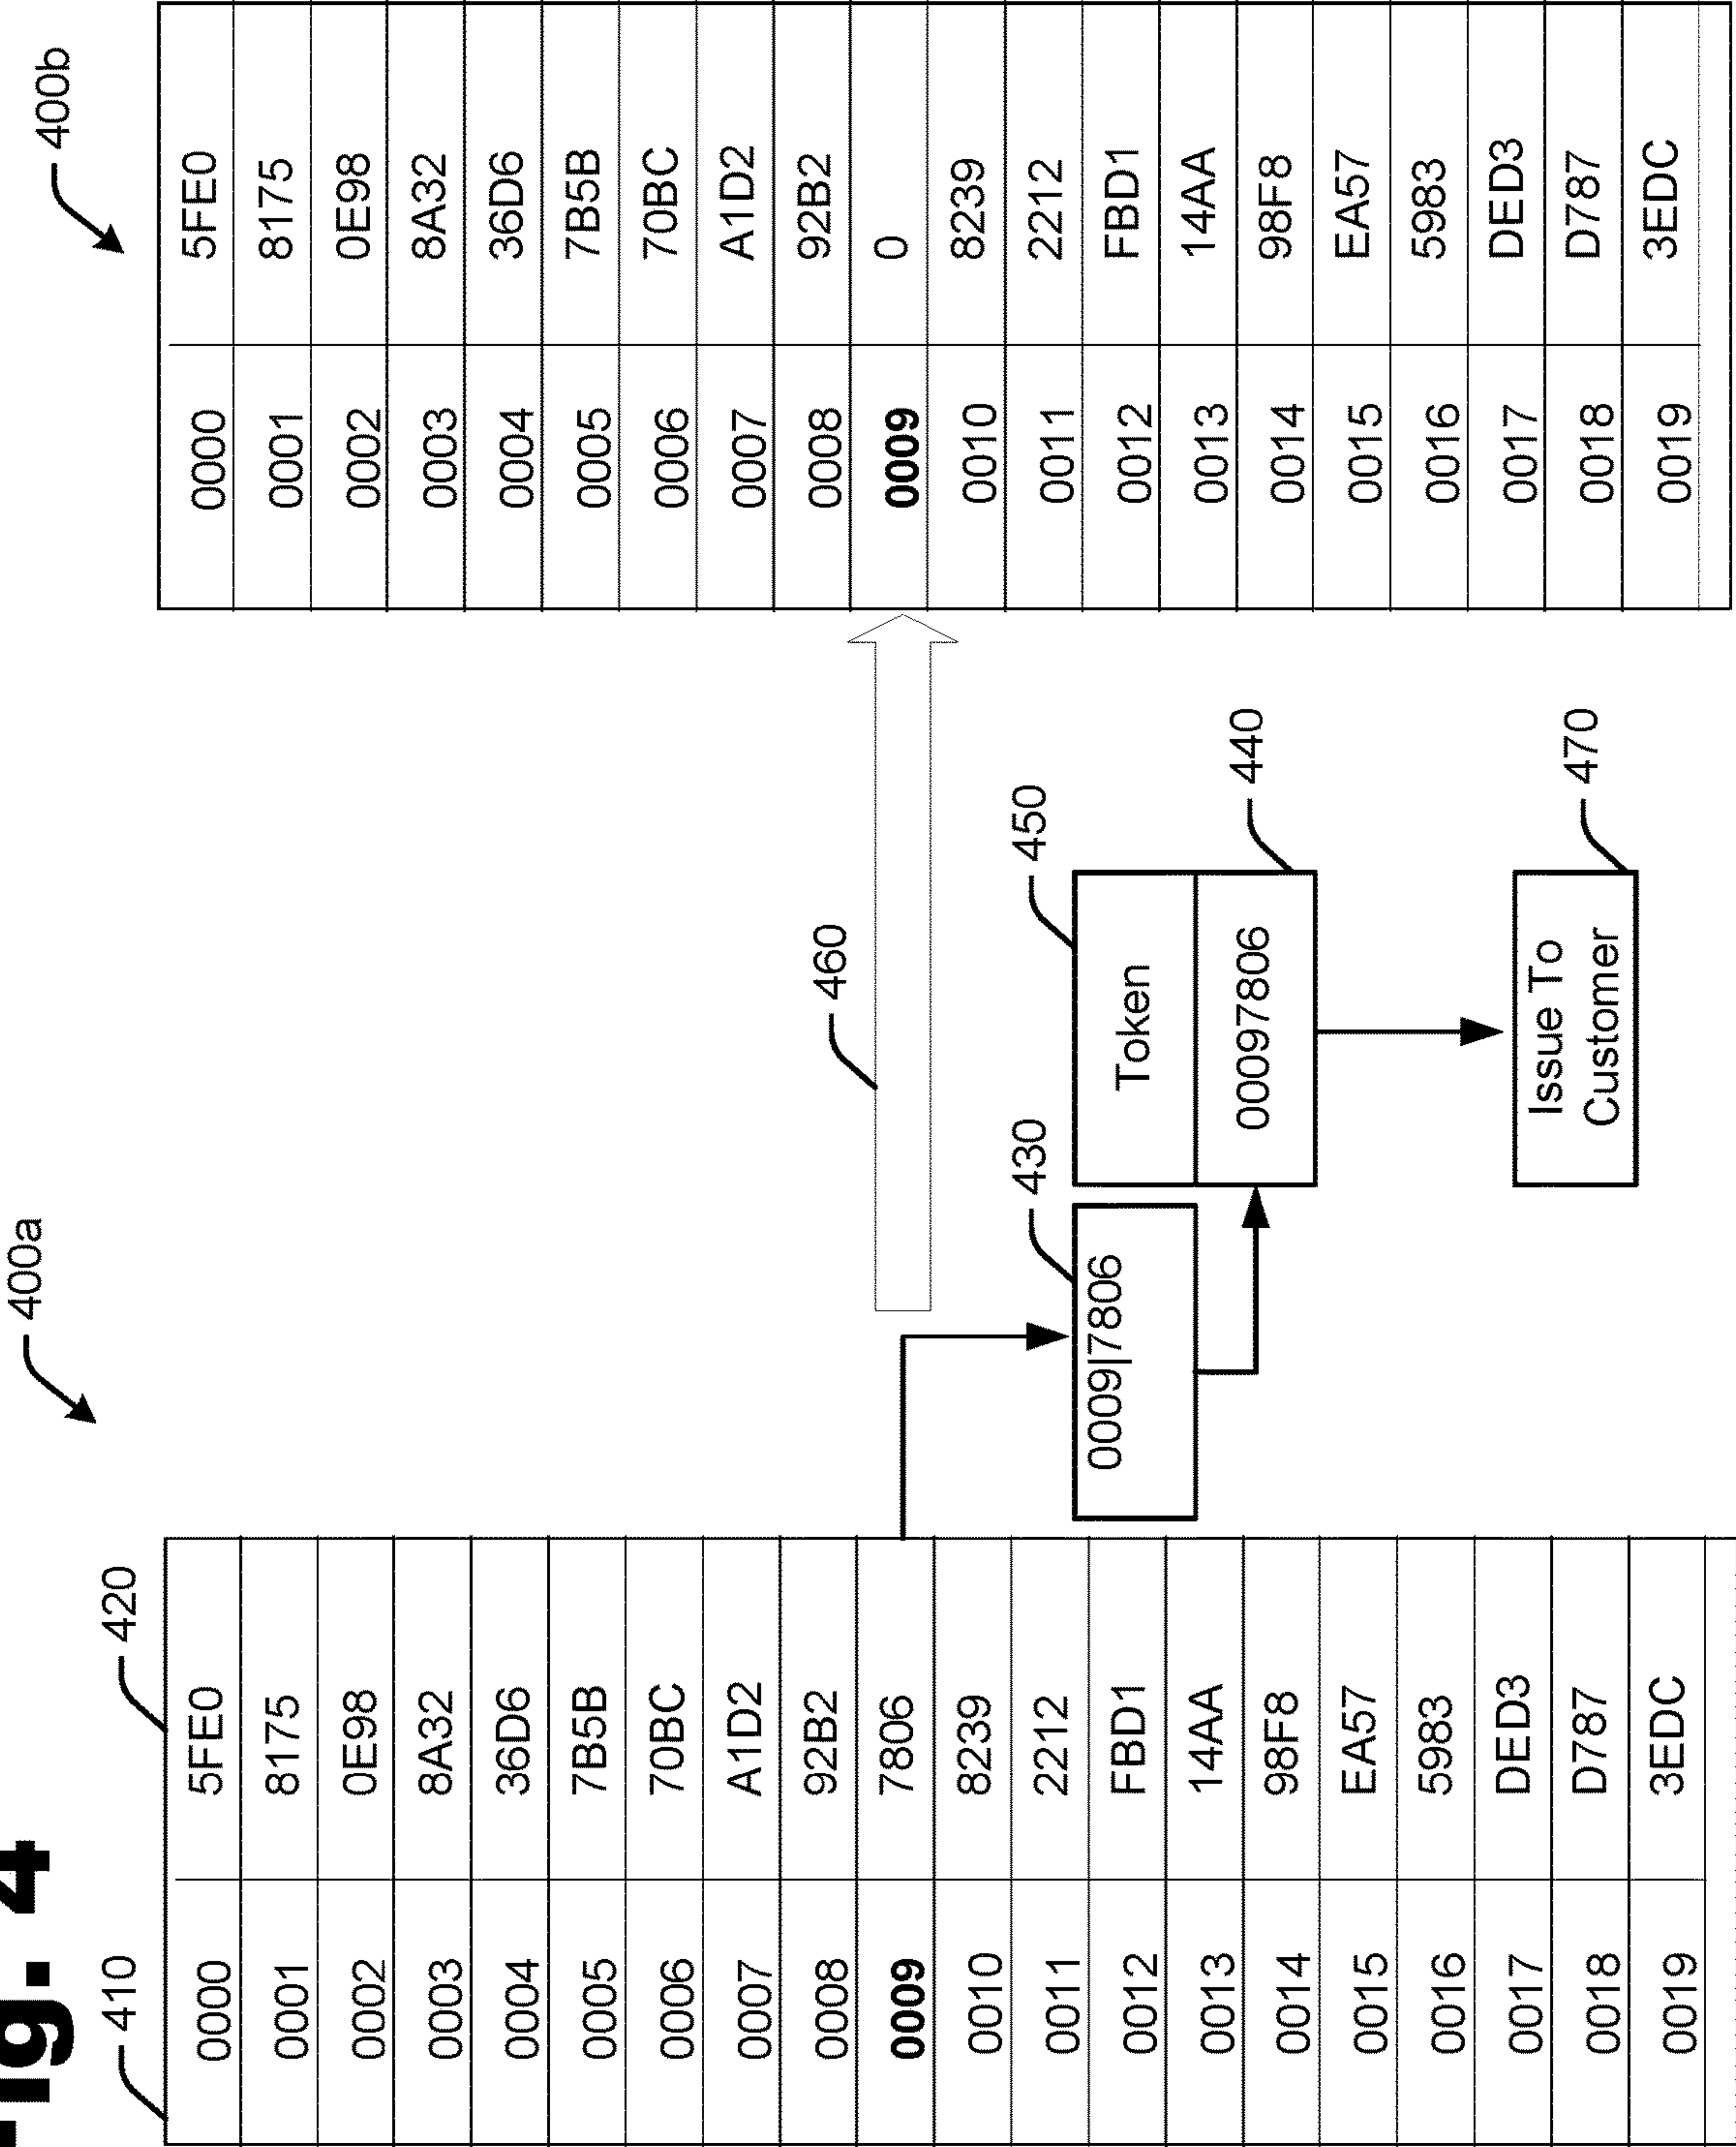 Fig. 4
400a
400b
410
420
0000 5FE0
0001 8175
0002 0E98
0003 8A32
0004 36D6
0005 7B5B
0006 70BC
0007 A1D2
0008 92B2
0009 7806
0010 8239
0011 2212
0012 FBD1
0013 14AA
0014 98F8
0015 EA57
0016 5983
0017 DED3
0018 D787
0019 3EDC
460
430
0009|7806
450
Token
00097806
440
Issue To
Customer
470
0000 5FE0
0001 8175
0002 0E98
0003 8A32
0004 36D6
0005 7B5B
0006 70BC
0007 A1D2
0008 92B2
0009 0
0010 8239
0011 2212
0012 FBD1
0013 14AA
0014 98F8
0015 EA57
0016 5983
0017 DED3
0018 D787
0019 3EDC